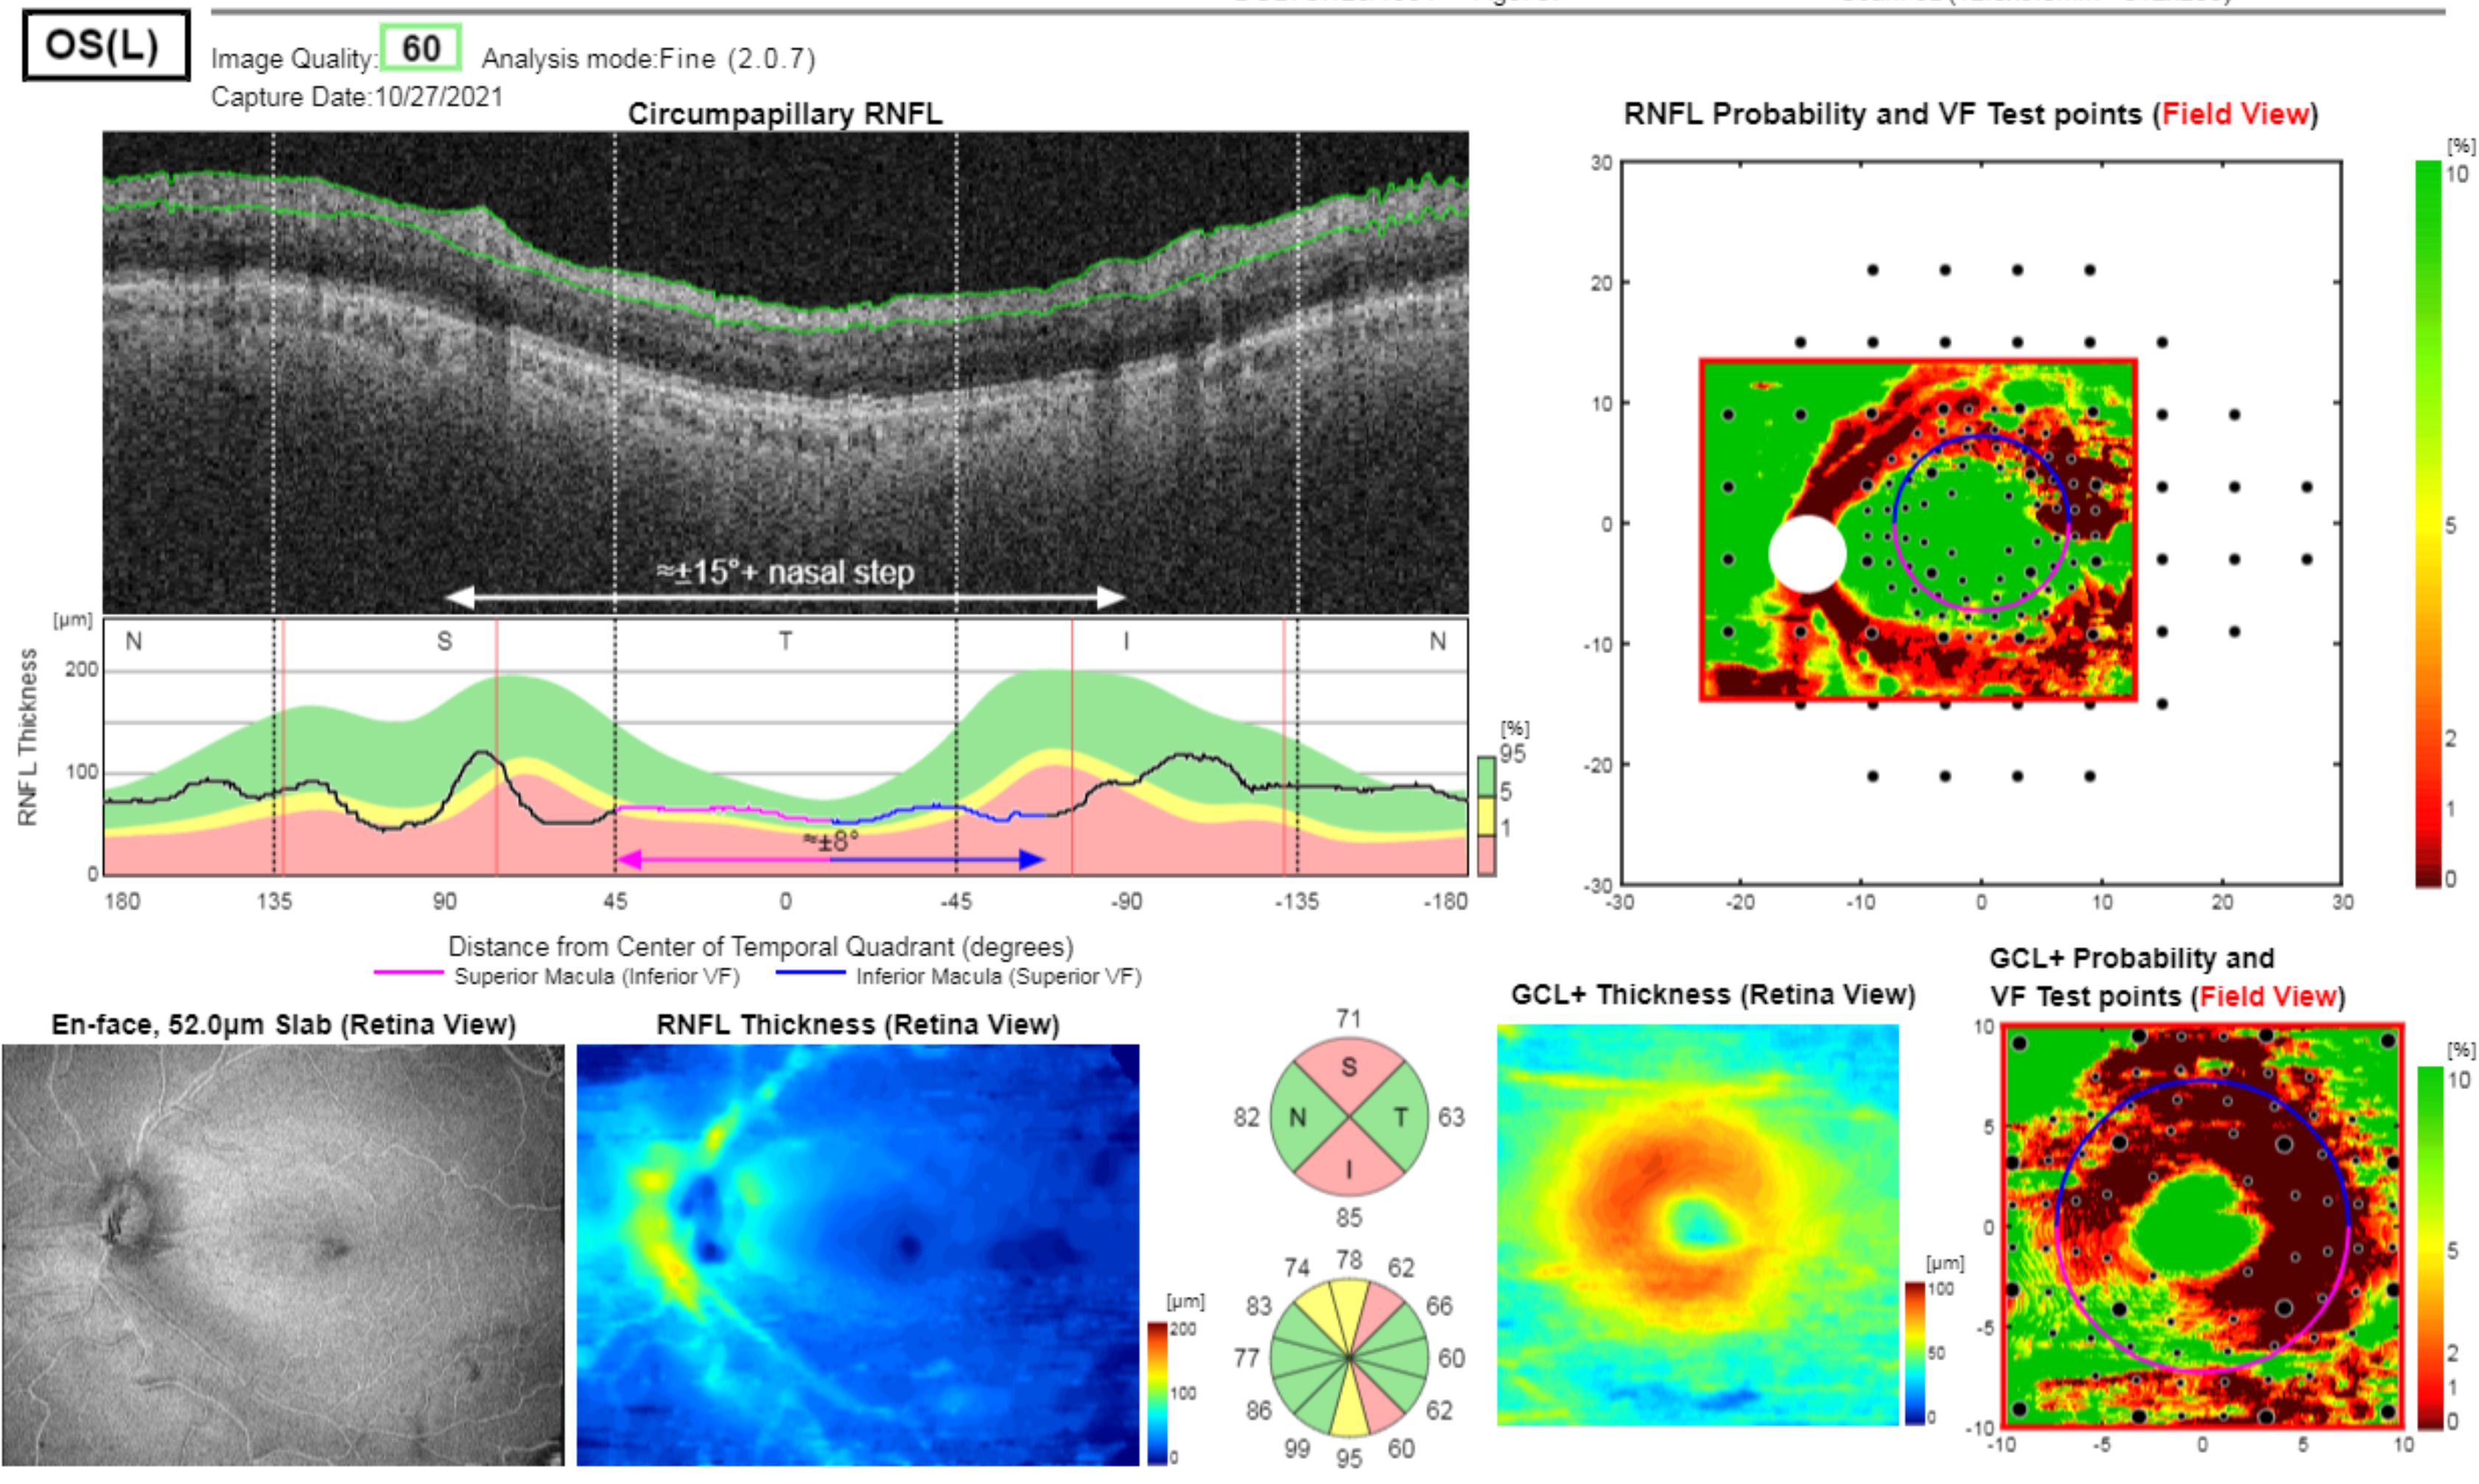 OS(L)
Image Quality: 60 Analysis mode:Fine (2.0.7)
Capture Date:10/27/2021
Circumpapillary RNFL
≈±15°+ nasal step
[µm]
N S T I N
200
100
0
RNFL Thickness
≈±8°
180 135 90 45 0 -45 -90 -135 -180
[%]
95
5
1
Distance from Center of Temporal Quadrant (degrees)
Superior Macula (Inferior VF) Inferior Macula (Superior VF)
RNFL Probability and VF Test points (Field View)
30
20
10
0
-10
-20
-30
-30 -20 -10 0 10 20 30
[%]
10
5
2
1
0
En-face, 52.0µm Slab (Retina View)
RNFL Thickness (Retina View)
[µm]
200
100
0
71
S
82 N T 63
I
85
74 78 62
83 66
77 60
86 62
99 95 60
GCL+ Thickness (Retina View)
[µm]
100
50
0
GCL+ Probability and
VF Test points (Field View)
10
5
0
-5
-10
-10 -5 0 5 10
[%]
10
5
2
1
0